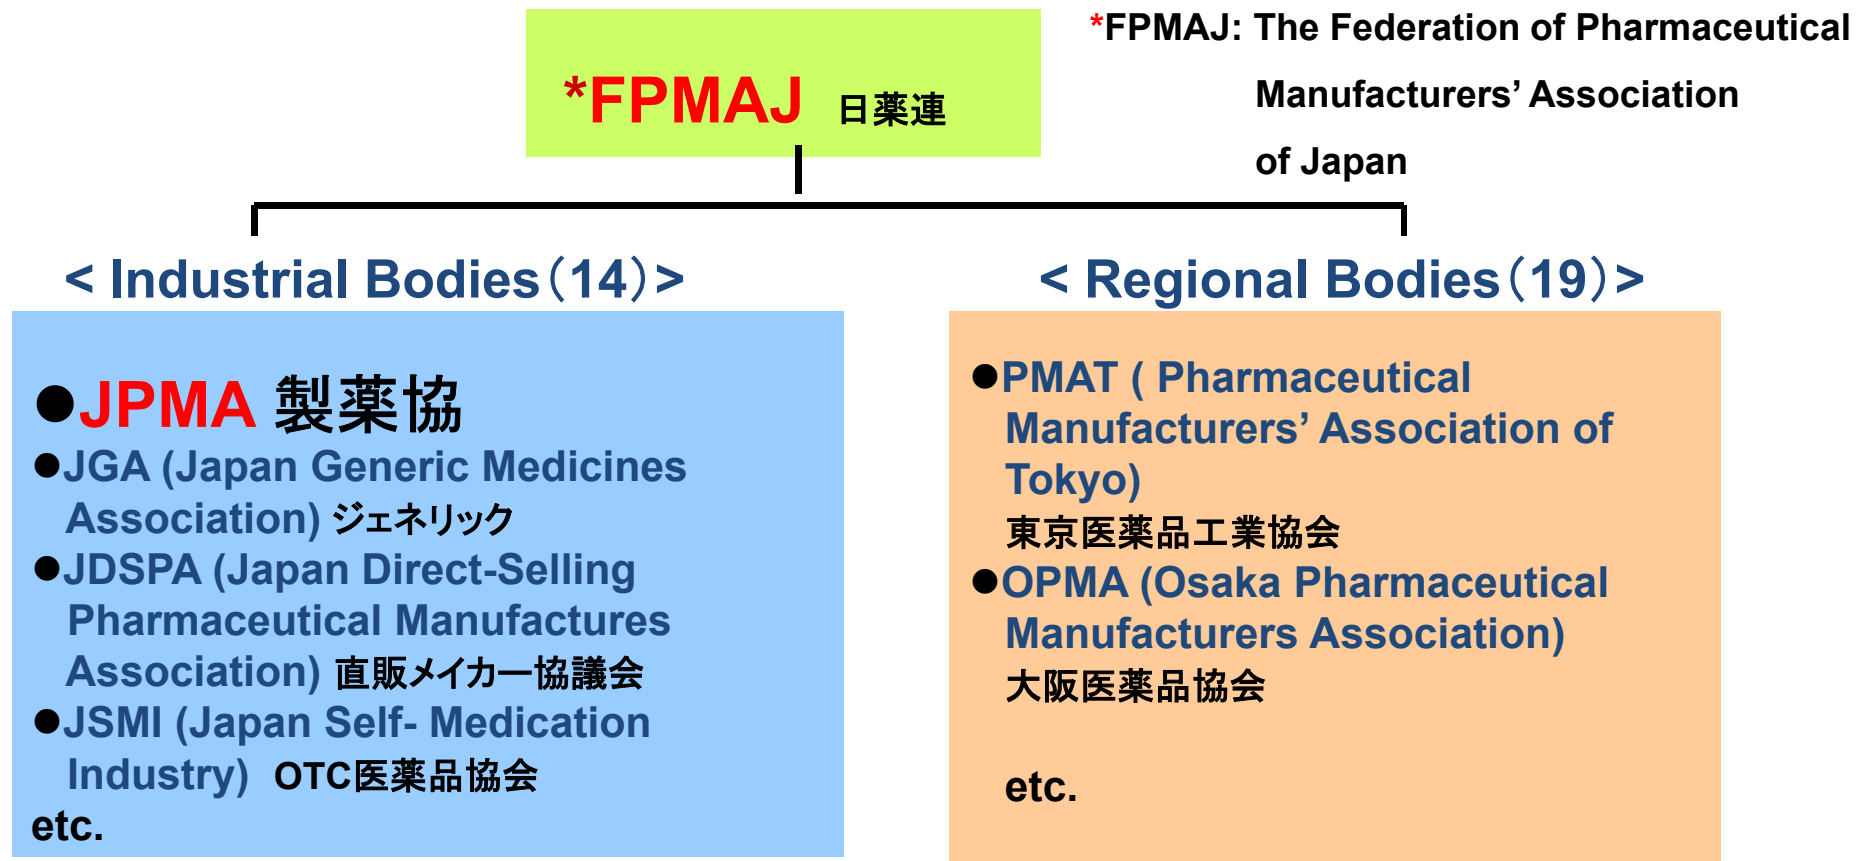 *FPMAJ 日薬連
*FPMAJ: The Federation of Pharmaceutical
Manufacturers’ Association
of Japan
< Industrial Bodies（14）>
●JPMA 製薬協
●JGA (Japan Generic Medicines
Association) ジェネリック
●JDSPA (Japan Direct-Selling
Pharmaceutical Manufactures
Association) 直販メイカー協議会
●JSMI (Japan Self- Medication
Industry) OTC医薬品協会
etc.
< Regional Bodies（19）>
●PMAT ( Pharmaceutical
Manufacturers’ Association of
Tokyo)
東京医薬品工業協会
●OPMA (Osaka Pharmaceutical
Manufacturers Association)
大阪医薬品協会
etc.